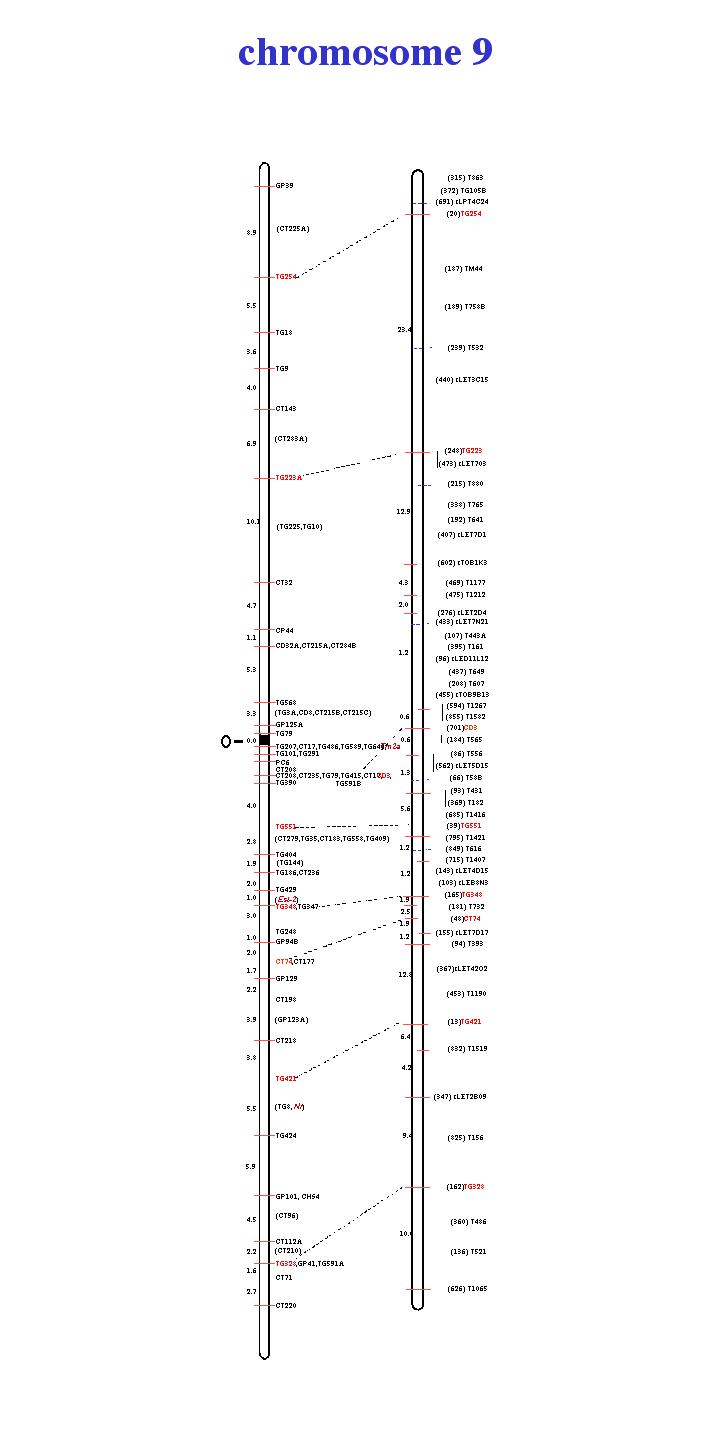 chromosome 9
GP39
8.9
(CT225A)
TG254
5.5
TG18
3.6
TG9
4.0
CT143
(CT283A)
6.9
TG223A
10.1
(TG225,TG10)
CT32
4.7
CP44
1.1
CD32A,CT215A,CT284B
5.3
TG568
3.3
(TG3A,CD8,CT215B,CT215C)
GP125A
TG79
0.0
TG207,CT17,TG486,TG589,TG649
Tm2a
TG101,TG291
PC6
CT208
CT208,CT235,TG79,TG415,CT17
CD3,
TG390
TG591B
4.0
TG551
(CT279,TG35,CT183,TG558,TG409)
2.8
TG404
1.9
(TG144)
TG186,CT236
2.0
TG429
1.0
(Est-2)
TG348,TG347
3.0
TG248
1.0
GP94B
2.0
CT74,CT177
1.7
GP129
2.2
CT198
3.9
(GP123A)
CT218
3.8
TG421
5.5
(TG8, Nr)
TG424
5.9
GP101, CH54
4.5
(CT96)
CT112A
2.2
(CT210)
TG328,GP41,TG591A
1.6
CT71
2.7
CT220
(315) T863
(372) TG105B
(691) cLPT4C24
(20)TG254
(187) TM44
(189) T758B
23.4
(239) T532
(440) cLET3C15
(248)TG223
(473) cLET703
(215) T880
(338) T765
12.9
(192) T641
(407) cLET7D1
(602) cTOB1K3
4.3
(469) T1177
(475) T1212
2.0
(276) cLET2D4
(433) cLET7N21
(107) T443A
(395) T161
1.2
(96) cLED11L12
(437) T649
(208) T607
(455) cTOB9B13
(594) T1267
0.6
(855) T1582
(701)CD3
0.6
(184) T565
(86) T556
(562) cLET5D15
1.3
(66) T58B
(93) T431
(369) T182
5.6
(685) T1416
(39)TG551
(795) T1421
1.2
(849) T616
(715) T1407
1.2
(143) cLET4D15
(103) cLEB8N3
1.9
(165)TG348
2.5
(181) T732
1.9
(48)CT74
1.2
(155) cLET7D17
(94) T393
12.8
(367)cLET42O2
(453) T1190
(13)TG421
6.4
(832) T1519
4.2
(347) cLET2B09
9.4
(825) T156
(162)TG328
(360) T486
10.0
(136) T521
(626) T1065